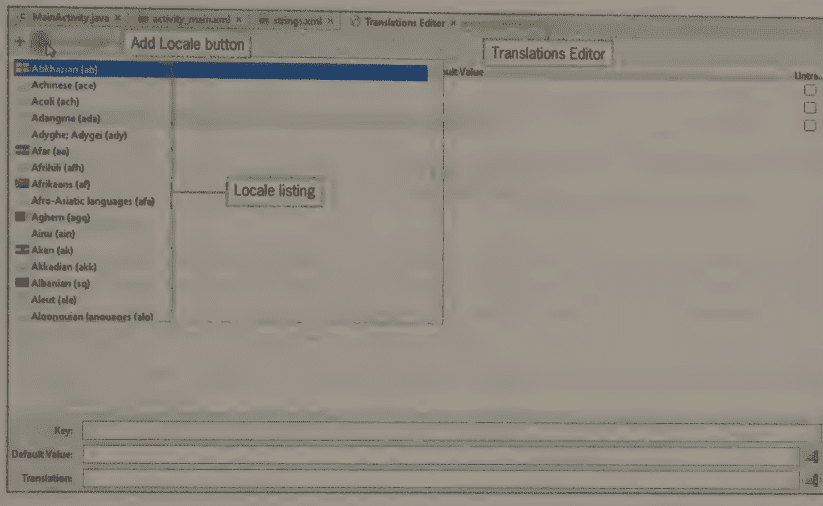 MainActivity.java × activity_main.xml × strings.xml × Translations Editor ×
+ Add Locale button
Translations Editor
ault Value Untra...
Abkhazian (ab)
Achinese (ace)
Acoli (ach)
Adangme (ada)
Adyghe; Adygei (ady)
Afar (aa)
Afrihili (afh)
Afrikaans (af)
Locale listing
Afro-Asiatic languages (afa)
Aghem (agq)
Ainu (ain)
Akan (ak)
Akkadian (akk)
Albanian (sq)
Aleut (ale)
Algonquian languages (alg)
Key:
Default Value:
Translation: